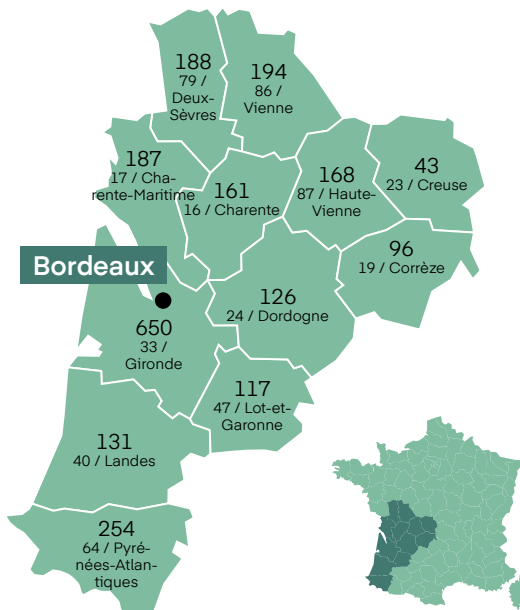 188
79 /
Deux-
Sèvres
194
86 /
Vienne
187
17 / Cha-
rente-Maritime
161
16 / Charente
168
87 / Haute-
Vienne
43
23 / Creuse
96
19 / Corrèze
Bordeaux
650
33 /
Gironde
126
24 / Dordogne
117
47 / Lot-et-
Garonne
131
40 / Landes
254
64 / Pyré-
nées-Atlan-
tiques